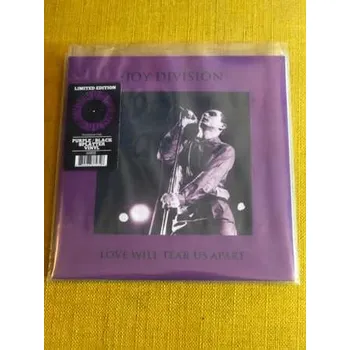 JOY DIVISION
LIMITED EDITION
PURPLE & BLACK
SPLATTER
VINYL
LOVE WILL TEAR US APART